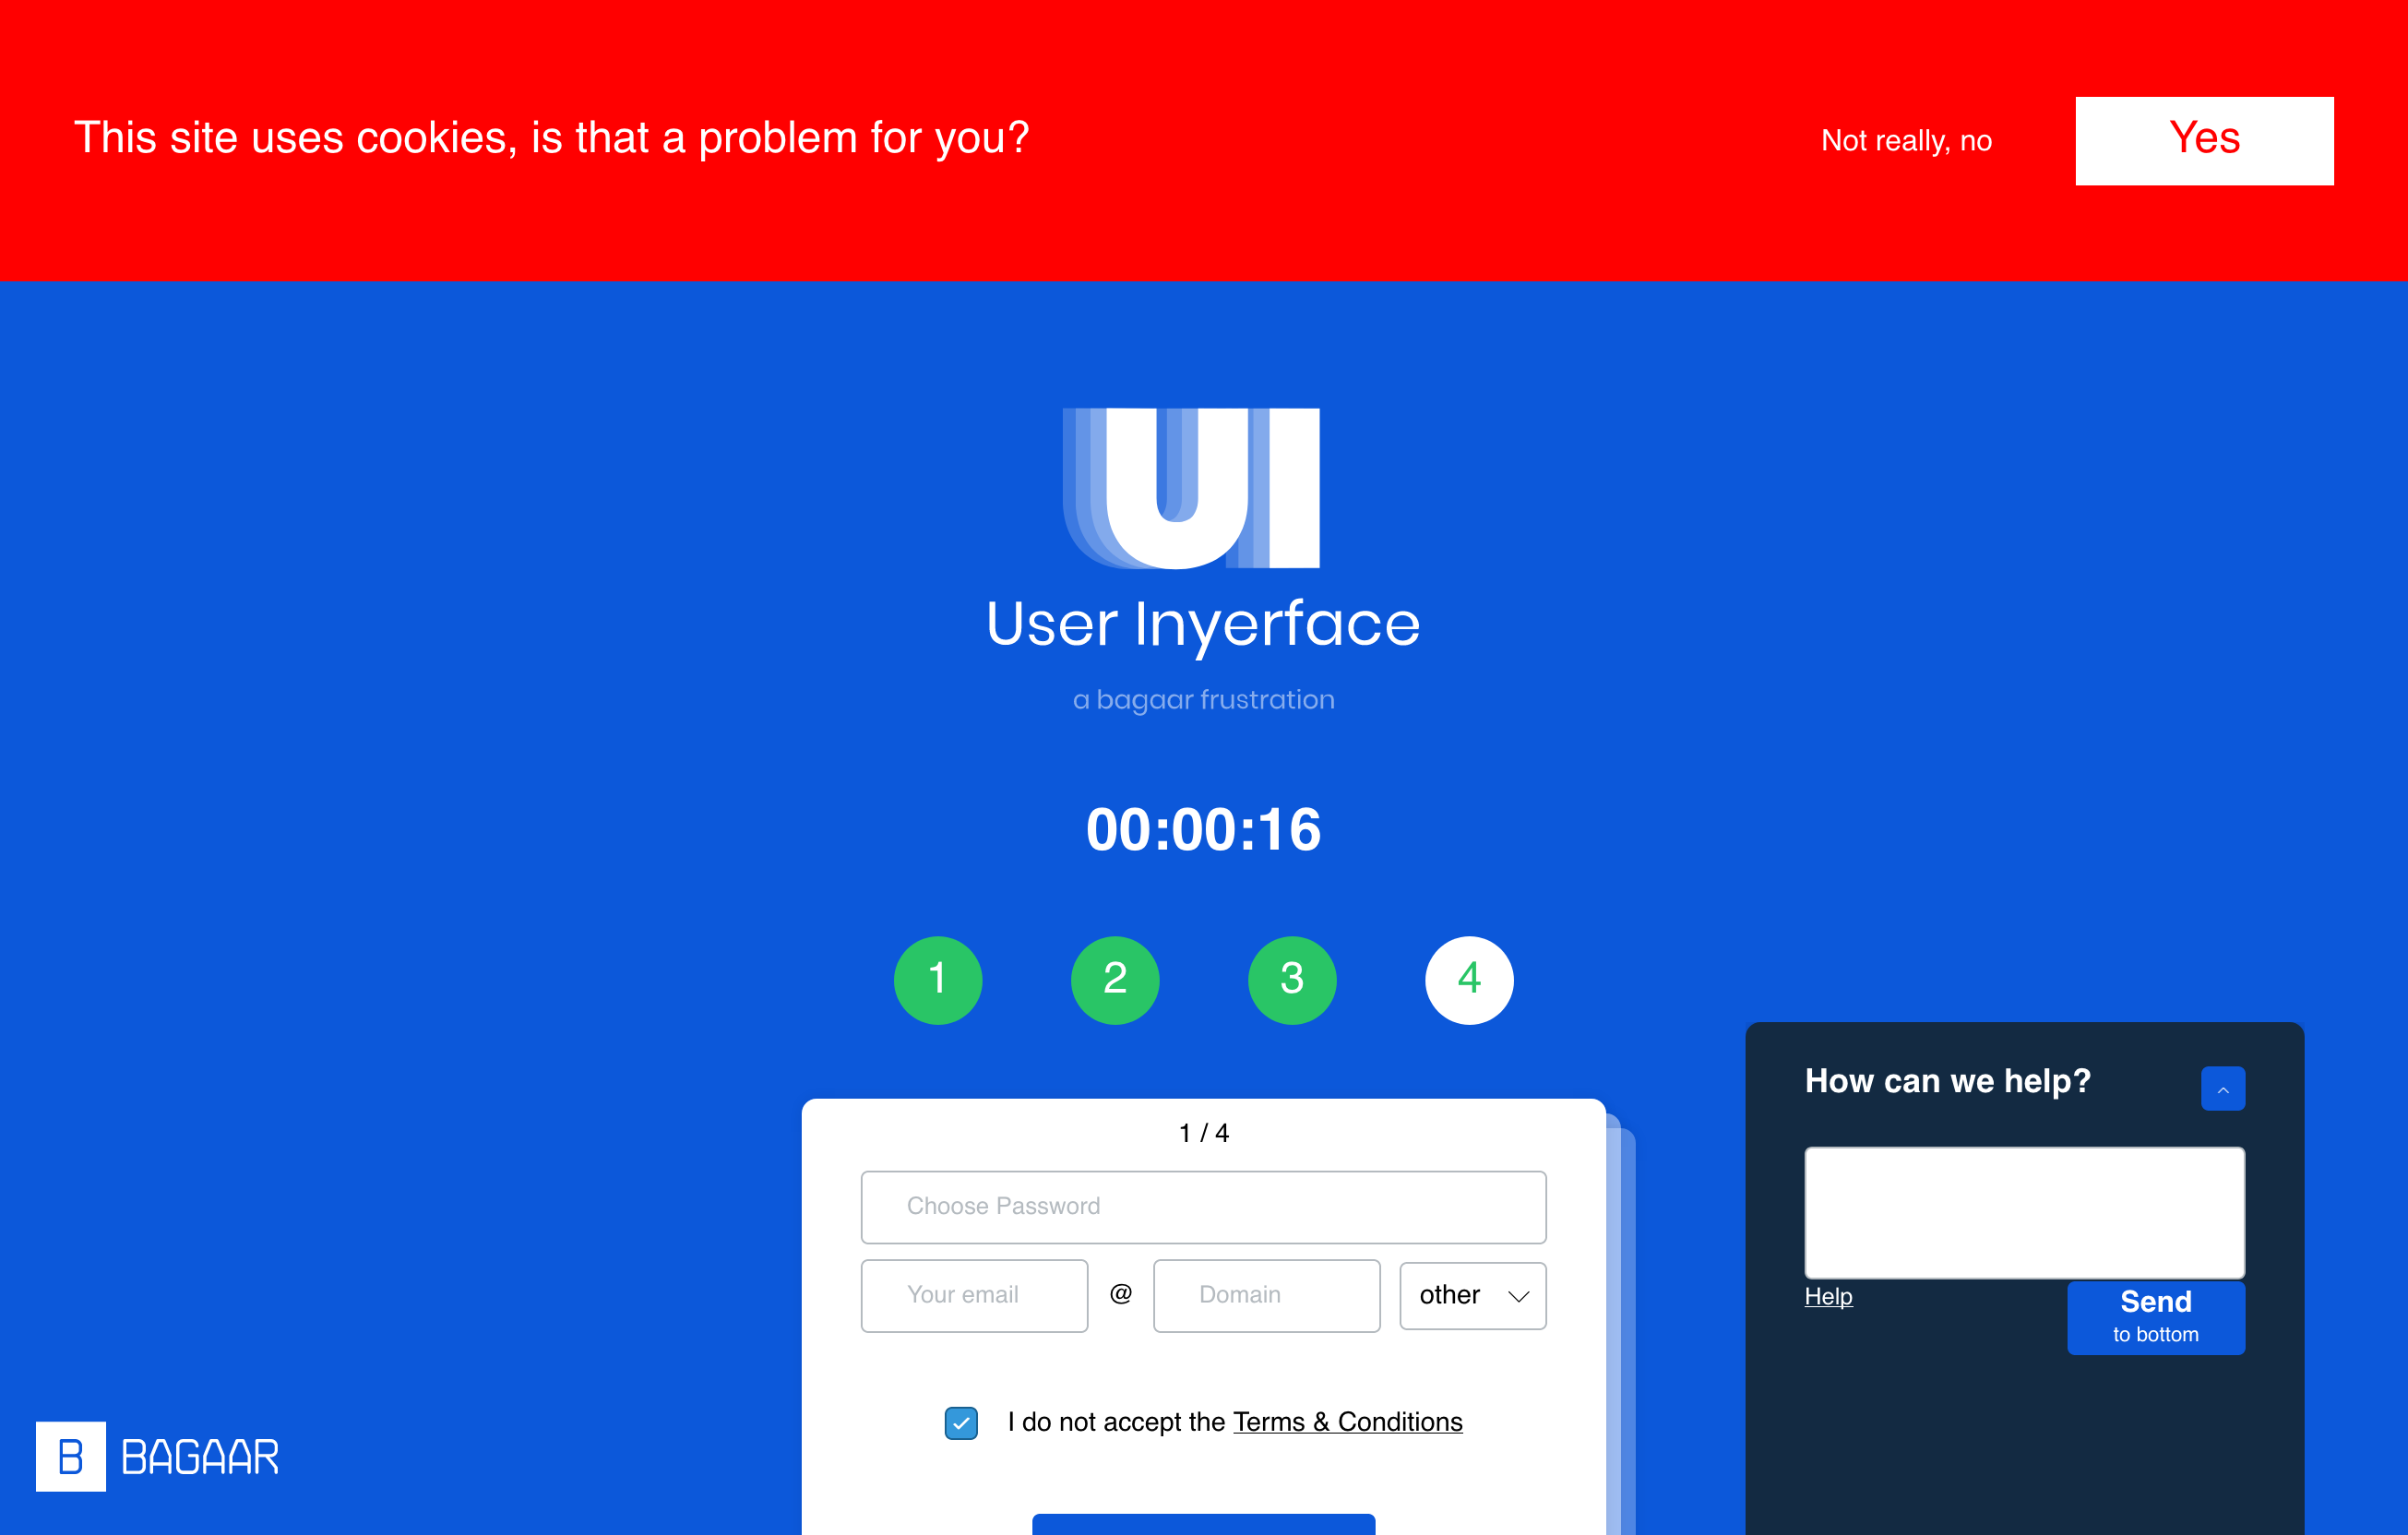 This site uses cookies, is that a problem for you?
Not really, no
Yes
UI
User Inyerface
a bagaar frustration
00:00:16
1
2
3
4
1 / 4
Choose Password
Your email
@
Domain
other
I do not accept the Terms & Conditions
How can we help?
Help
Send
to bottom
B BAGAAR